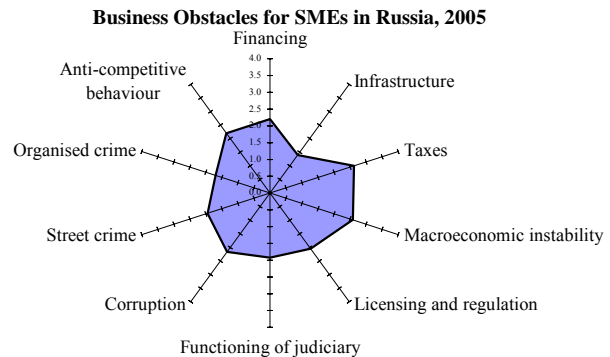 Business Obstacles for SMEs in Russia, 2005
Financing
4.0
3.5
3.0
2.5
2.0
1.5
1.0
0.5
0.0
Infrastructure
Taxes
Macroeconomic instability
Licensing and regulation
Functioning of judiciary
Corruption
Street crime
Organised crime
Anti-competitive
behaviour